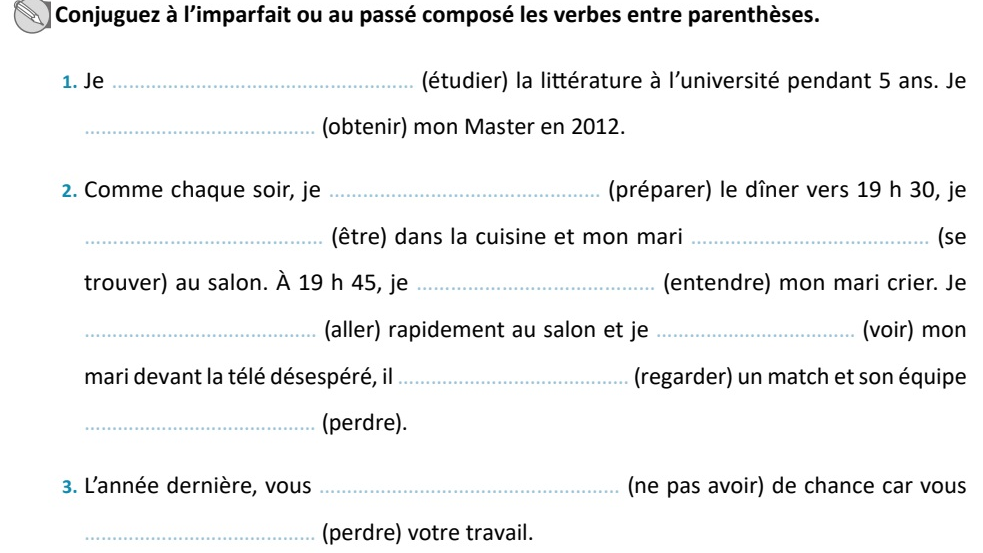 Conjuguez à l’imparfait ou au passé composé les verbes entre parenthèses.
1. Je ..................................................... (étudier) la littérature à l’université pendant 5 ans. Je
........................................ (obtenir) mon Master en 2012.
2. Comme chaque soir, je ............................................... (préparer) le dîner vers 19 h 30, je
.......................................... (être) dans la cuisine et mon mari .......................................... (se
trouver) au salon. À 19 h 45, je .......................................... (entendre) mon mari crier. Je
........................................ (aller) rapidement au salon et je ................................... (voir) mon
mari devant la télé désespéré, il ........................................ (regarder) un match et son équipe
........................................ (perdre).
3. L’année dernière, vous ..................................................... (ne pas avoir) de chance car vous
........................................ (perdre) votre travail.